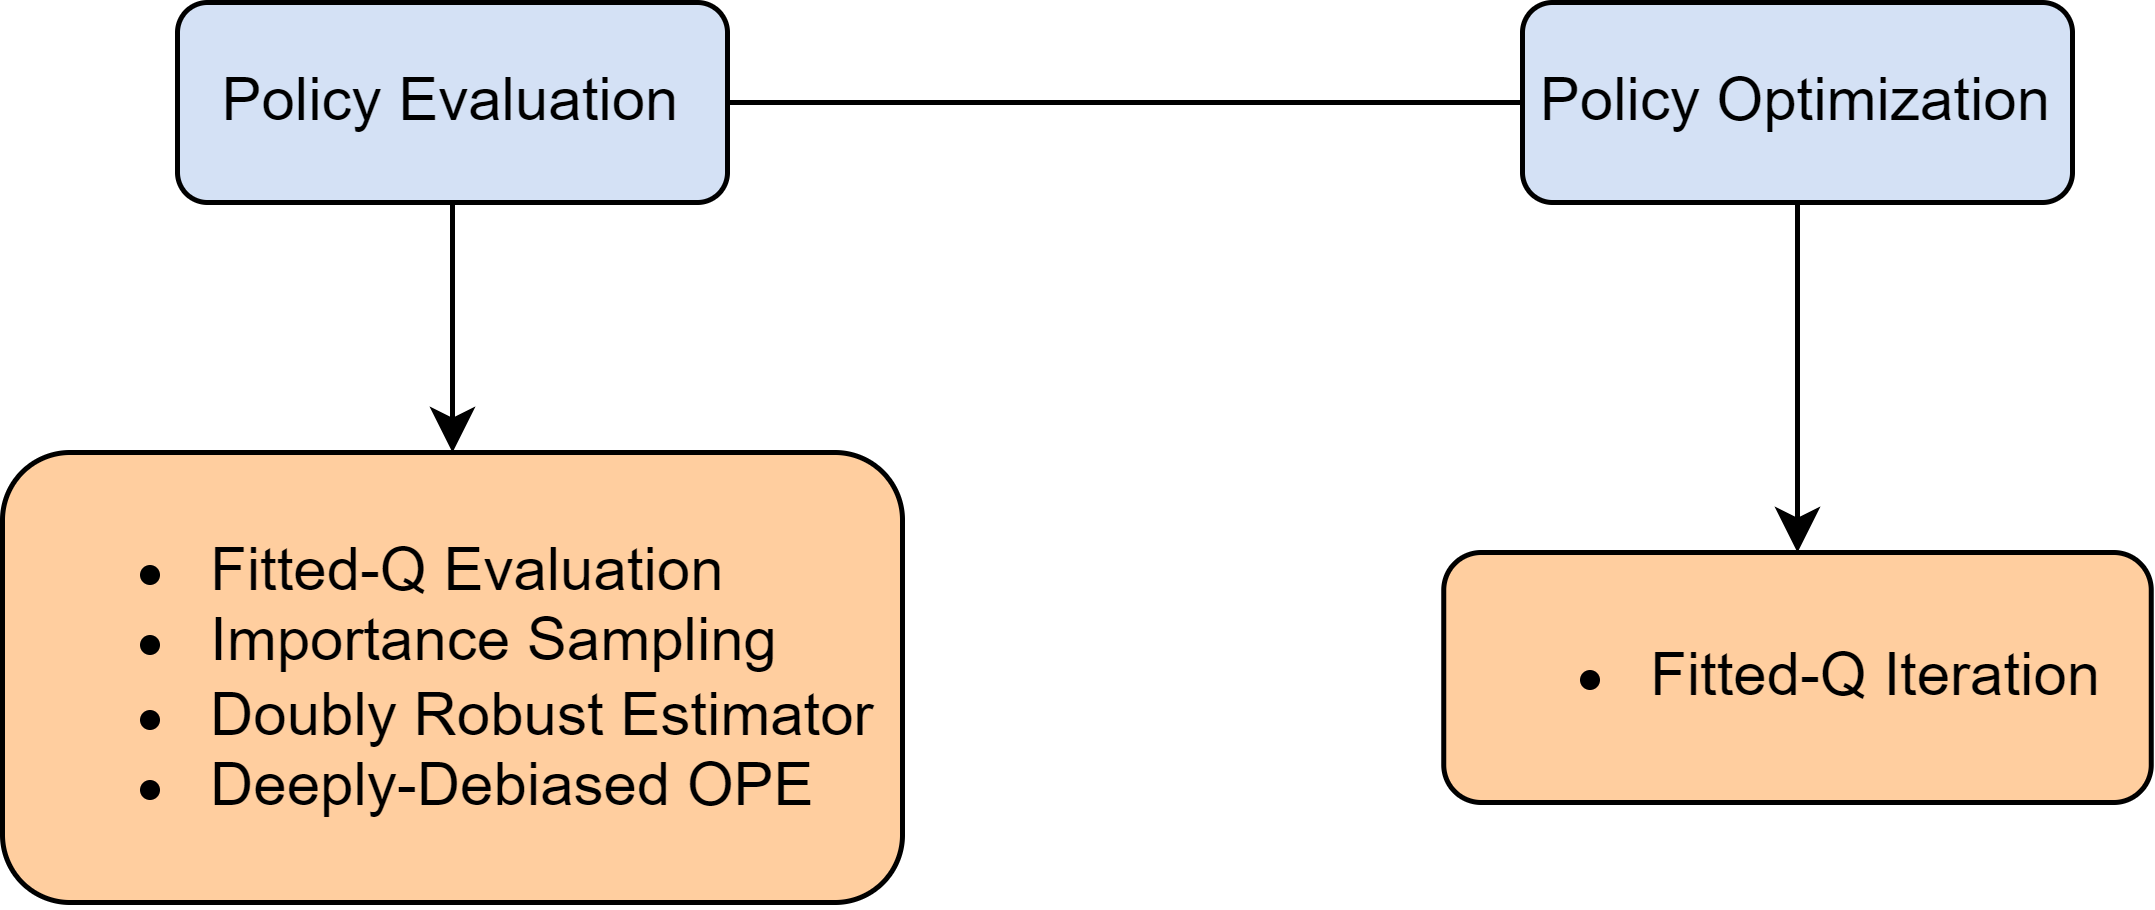 Policy Evaluation
Policy Optimization
• Fitted-Q Evaluation
• Importance Sampling
• Doubly Robust Estimator
• Deeply-Debiased OPE
• Fitted-Q Iteration